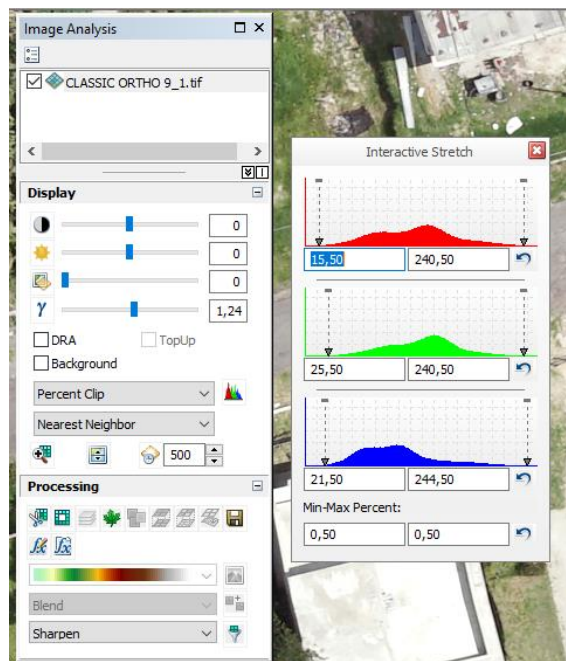 Image Analysis
CLASSIC ORTHO 9_1.tif
Display
0
0
0
γ 1,24
DRA TopUp
Background
Percent Clip
Nearest Neighbor
500
Processing
Blend
Sharpen
Interactive Stretch
15,50 240,50
25,50 240,50
21,50 244,50
Min-Max Percent:
0,50 0,50